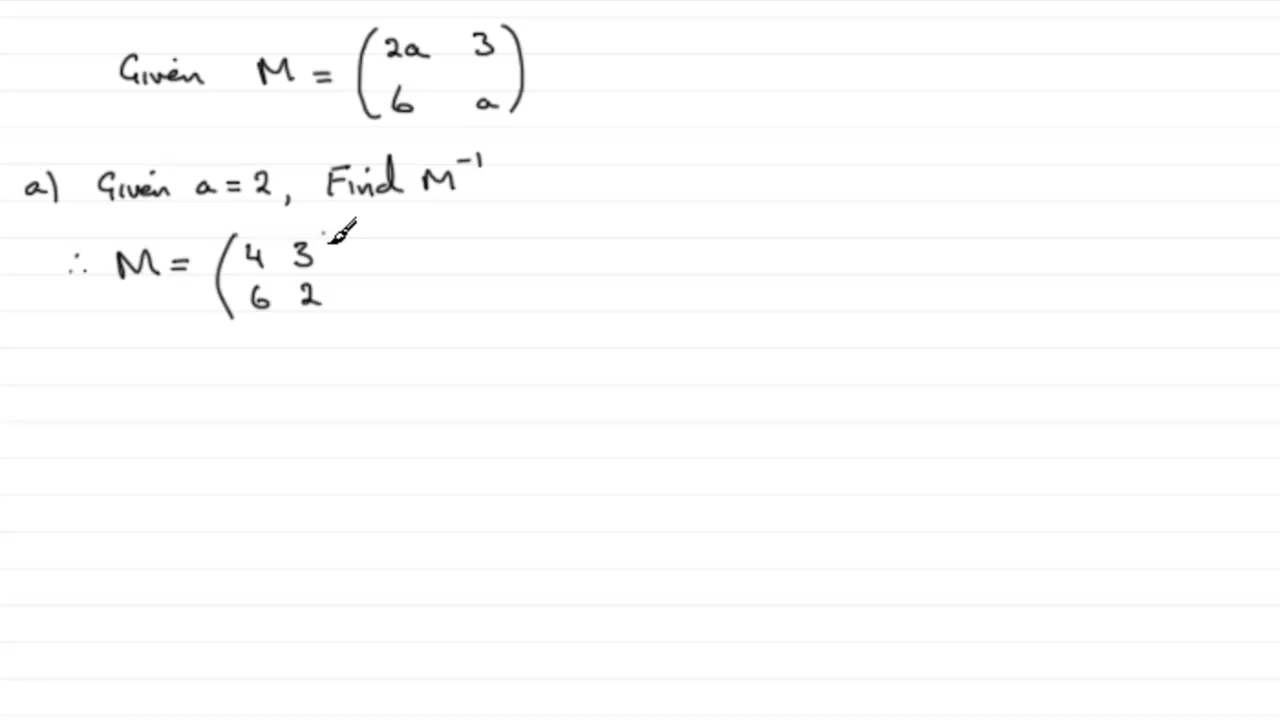 Given M = (2a 3
6 a)
a) Given a = 2, Find M⁻¹
∴ M = (4 3
6 2